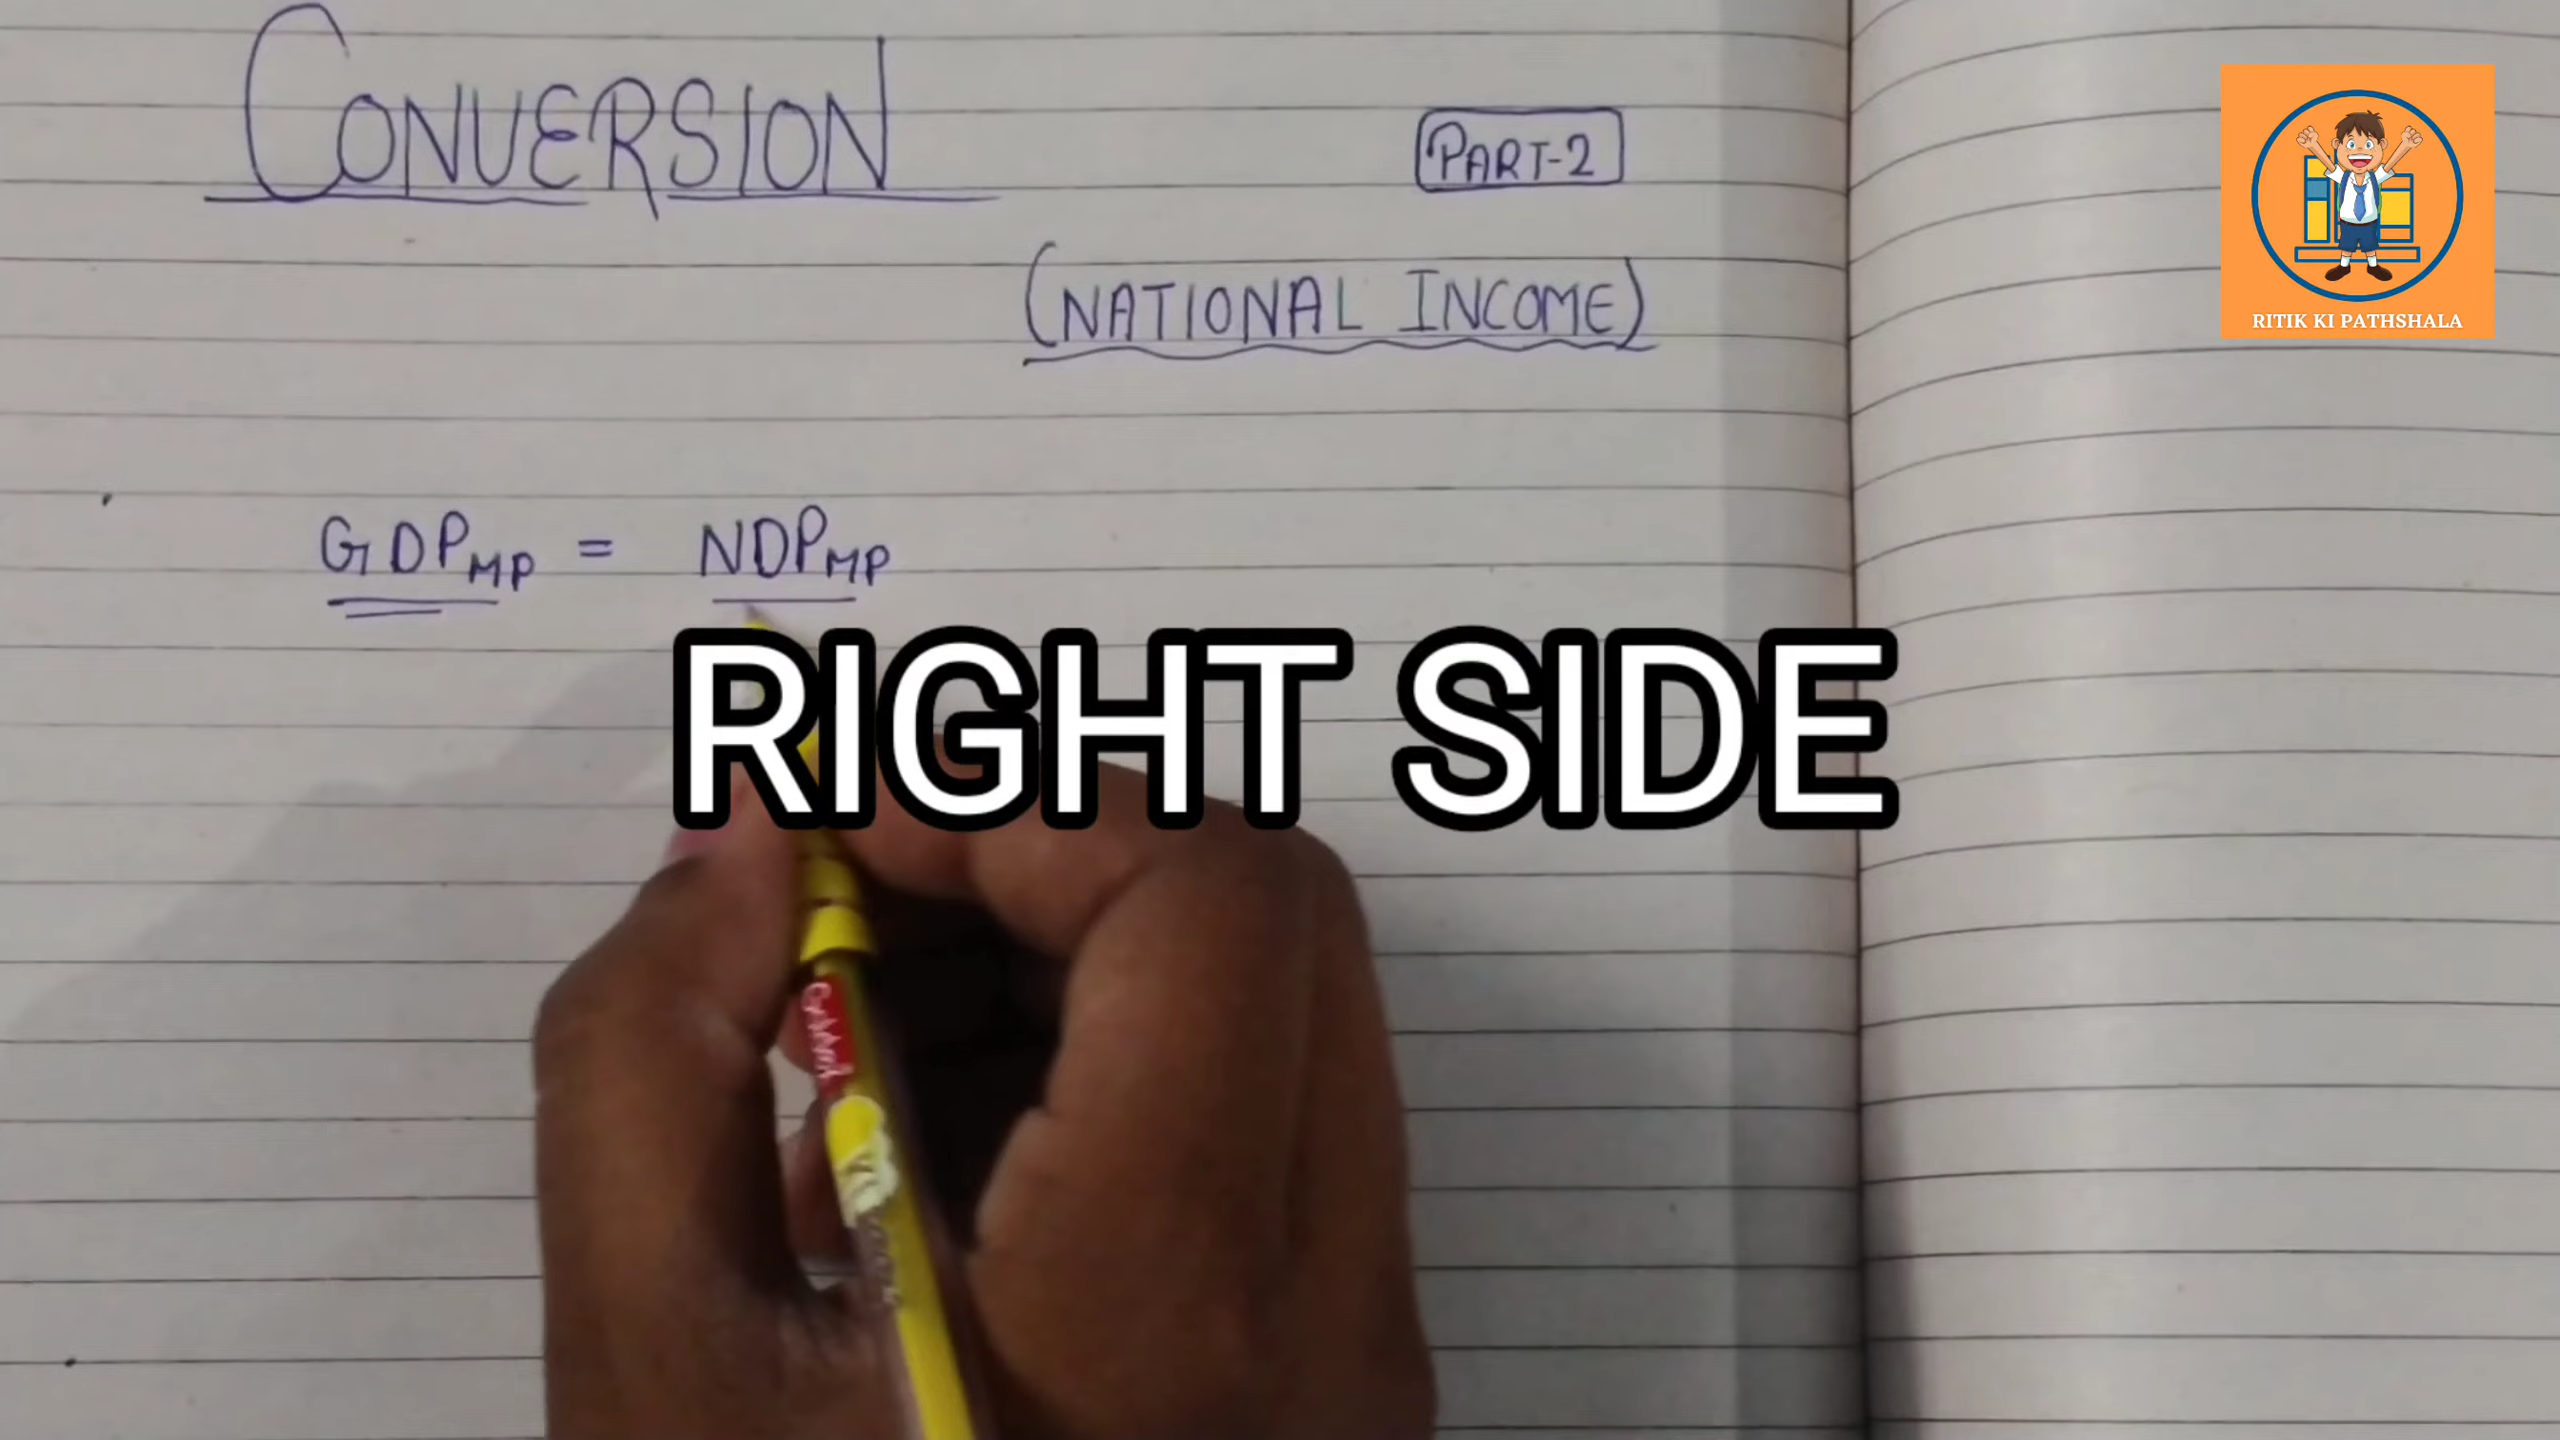 CONVERSION
PART-2
(NATIONAL INCOME)
GDPMP = NDPMP
RIGHT SIDE
RITIK KI PATHSHALA